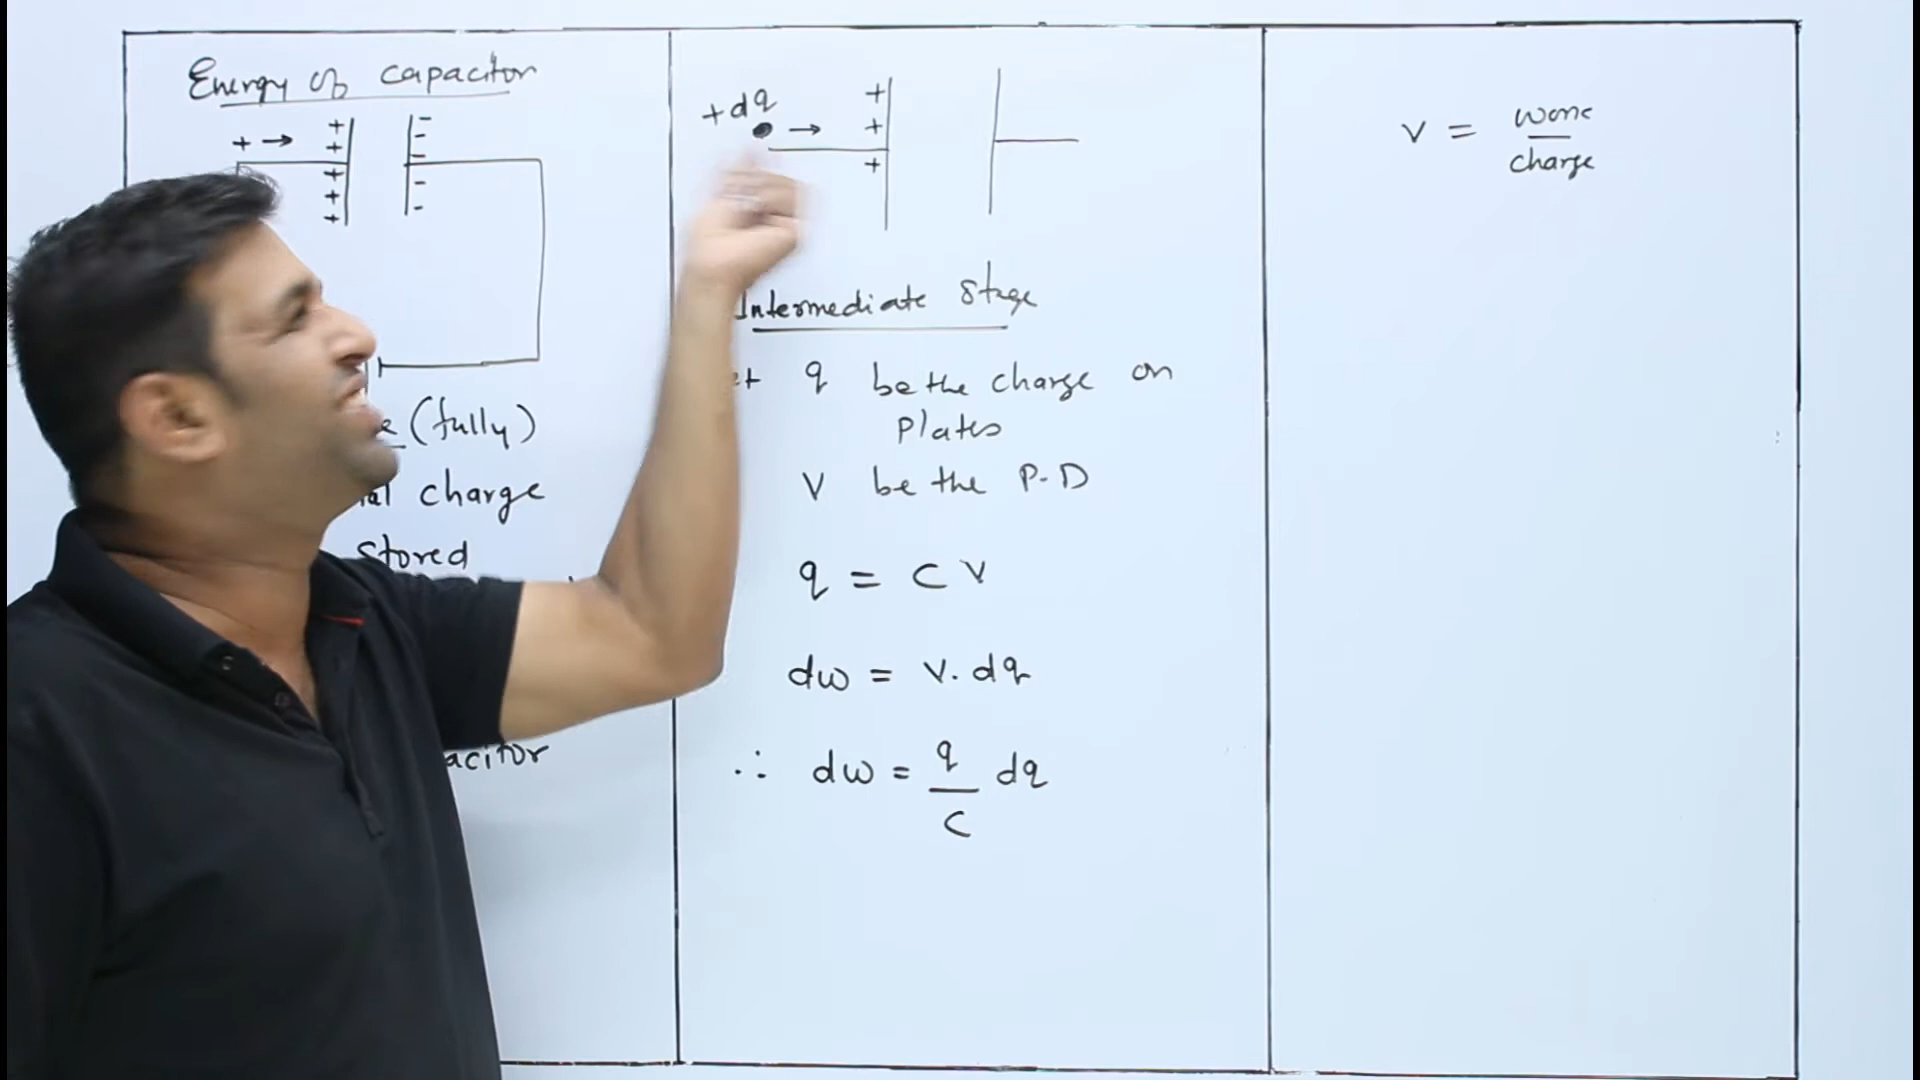 Energy of capacitor
+ →
+ -
+ -
+ -
+ -
+ -
(fully)
charge
stored
acitor
+dq
→
+
+
+
Intermediate stage
q be the charge on
plates
V be the P.D
q = CV
dw = V.dq
∴ dw = q/C dq
V = work/charge